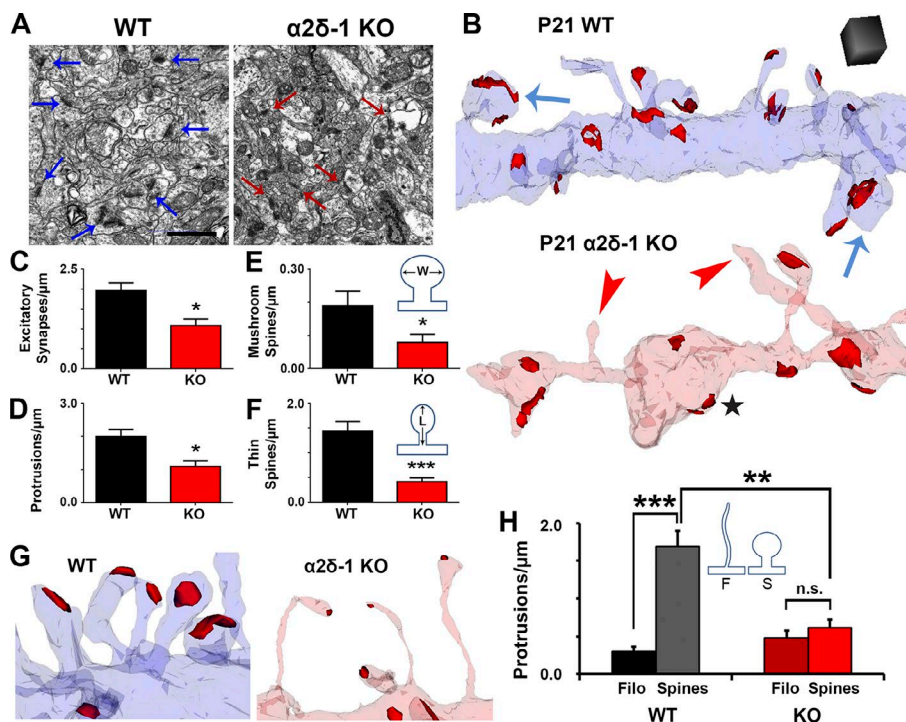 A
WT
α2δ-1 KO
B
P21 WT
P21 α2δ-1 KO
C
Excitatory
Synapses/µm
2.5
0.0
WT
KO
*
E
Mushroom
Spines/µm
0.30
0.00
WT
KO
*
W
D
Protrusions/µm
3.0
0.0
WT
KO
*
F
Thin
Spines/µm
2.0
0.0
WT
KO
***
L
G
WT
α2δ-1 KO
H
Protrusions/µm
2.0
0.0
***
**
n.s.
F
S
Filo Spines
Filo Spines
WT
KO